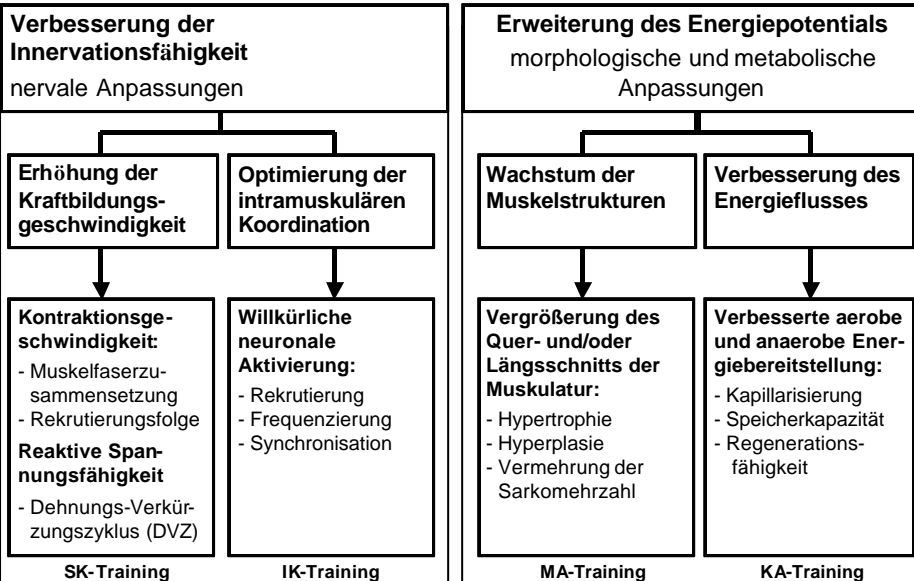 Verbesserung der
Innervationsfähigkeit
nervale Anpassungen
Erhöhung der
Kraftbildungs-
geschwindigkeit
Optimierung der
intramuskulären
Koordination
Kontraktionsge-
schwindigkeit:
- Muskelfaserzu-
sammensetzung
- Rekrutierungsfolge
Reaktive Span-
nungsfähigkeit
- Dehnungs-Verkür-
zungszyklus (DVZ)
SK-Training
Willkürliche
neuronale
Aktivierung:
- Rekrutierung
- Frequenzierung
- Synchronisation
IK-Training
Erweiterung des Energiepotentials
morphologische und metabolische
Anpassungen
Wachstum der
Muskelstrukturen
Verbesserung des
Energieflusses
Vergrößerung des
Quer- und/oder
Längsschnitts der
Muskulatur:
- Hypertrophie
- Hyperplasie
- Vermehrung der
Sarkomehrzahl
MA-Training
Verbesserte aerobe
und anaerobe Ener-
giebereitstellung:
- Kapillarisierung
- Speicherkapazität
- Regenerations-
fähigkeit
KA-Training